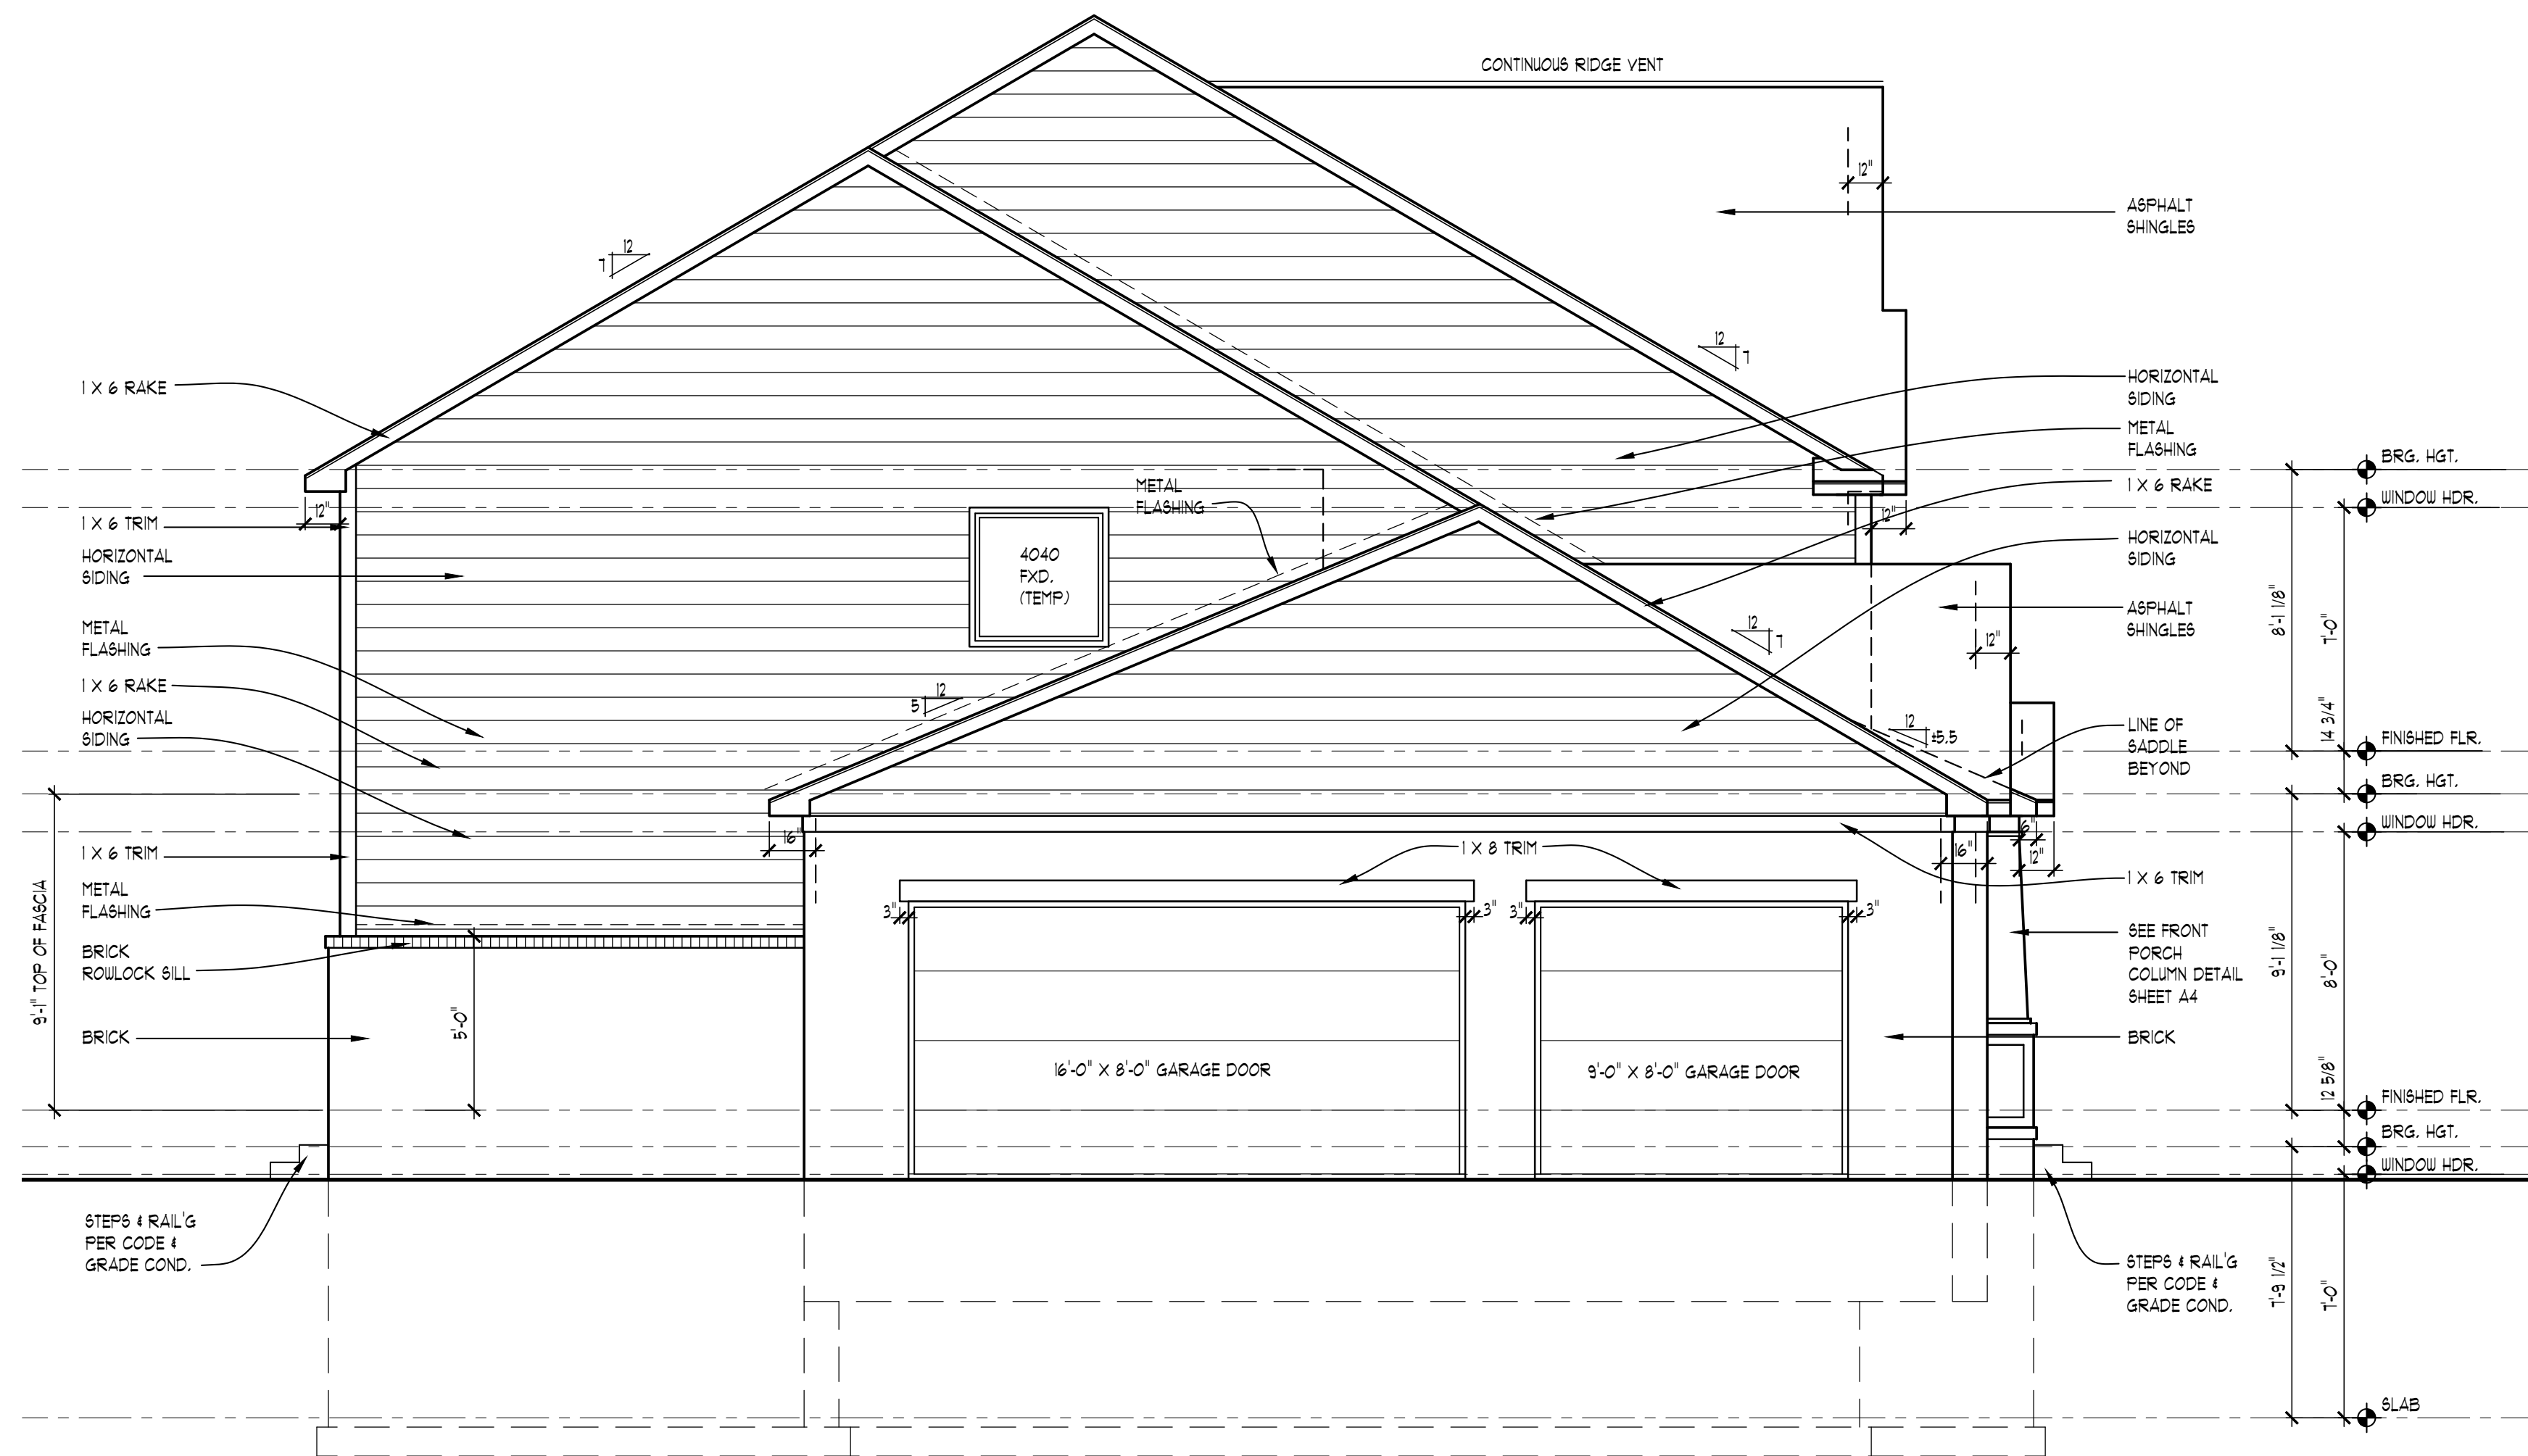 CONTINUOUS RIDGE VENT
12"
ASPHALT
SHINGLES
12
7
12
7
1 X 6 RAKE
HORIZONTAL
SIDING
METAL
FLASHING
BRG. HGT.
1 X 6 RAKE
WINDOW HDR.
METAL
FLASHING
12"
12"
1 X 6 TRIM
HORIZONTAL
SIDING
4040
FXD.
(TEMP)
HORIZONTAL
SIDING
8'-1 1/8"
7'-0"
ASPHALT
SHINGLES
METAL
FLASHING
12
7
12"
1 X 6 RAKE
12
5
HORIZONTAL
SIDING
12
±5.5
LINE OF
SADDLE
BEYOND
14 3/4"
FINISHED FLR.
BRG. HGT.
WINDOW HDR.
16"
6"
16"
12"
1 X 8 TRIM
1 X 6 TRIM
1 X 6 TRIM
METAL
FLASHING
3"
3"
3"
3"
9'-1" TOP OF FASCIA
BRICK
ROWLOCK SILL
SEE FRONT
PORCH
COLUMN DETAIL
SHEET A4
9'-1 1/8"
8'-0"
5'-0"
BRICK
BRICK
16'-0" X 8'-0" GARAGE DOOR
9'-0" X 8'-0" GARAGE DOOR
12 5/8"
FINISHED FLR.
BRG. HGT.
WINDOW HDR.
STEPS & RAIL'G
PER CODE &
GRADE COND.
STEPS & RAIL'G
PER CODE &
GRADE COND.
7'-9 1/2"
7'-0"
SLAB